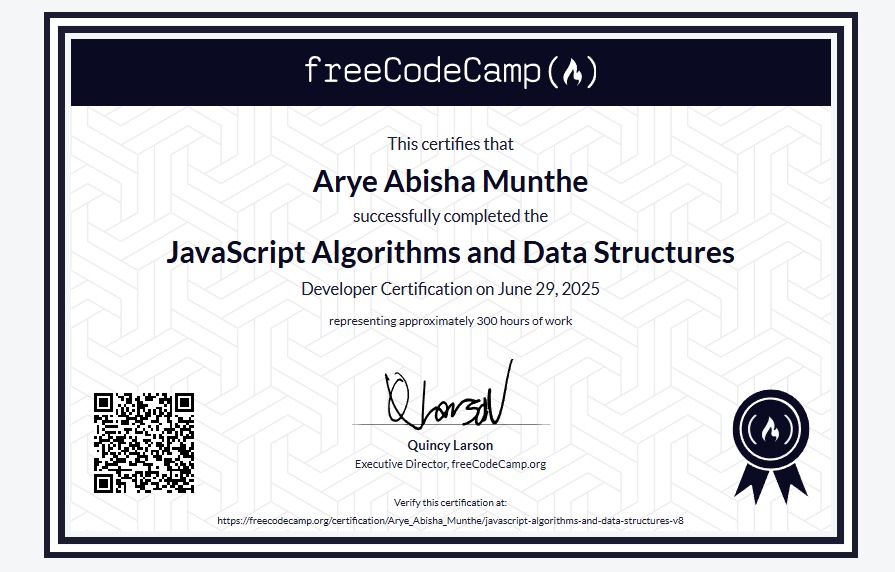 freeCodeCamp
This certifies that
Arye Abisha Munthe
successfully completed the
JavaScript Algorithms and Data Structures
Developer Certification on June 29, 2025
representing approximately 300 hours of work
QLarson
Quincy Larson
Executive Director, freeCodeCamp.org
Verify this certification at:
https://freecodecamp.org/certification/Arye_Abisha_Munthe/javascript-algorithms-and-data-structures-v8